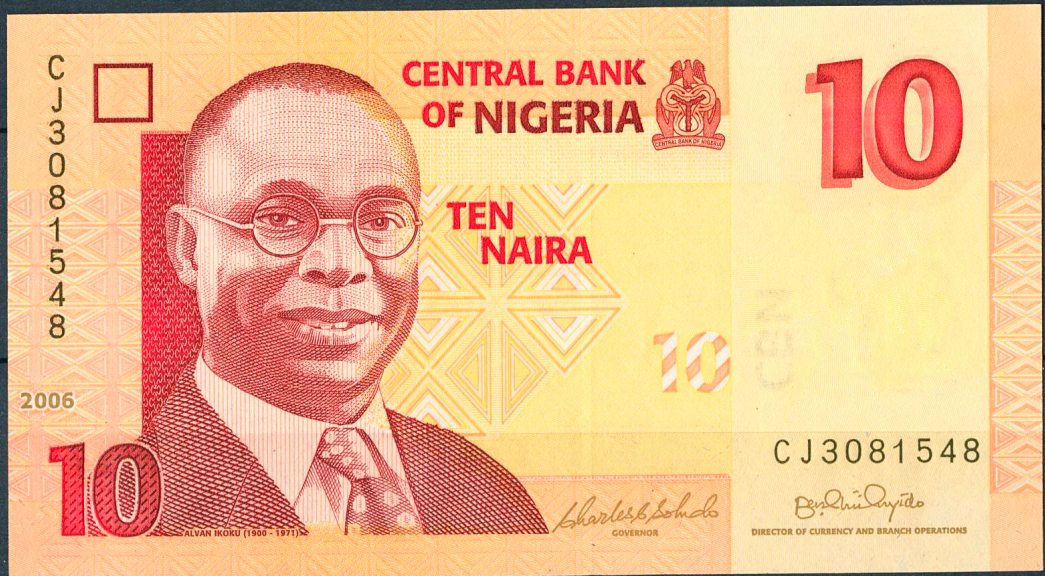 CJ3081548
CENTRAL BANK
OF NIGERIA
CENTRAL BANK OF NIGERIA
10
TEN
NAIRA
10
CBN
2006
10
CJ3081548
ALVAN IKOKU (1900 - 1971)
GOVERNOR
DIRECTOR OF CURRENCY AND BRANCH OPERATIONS